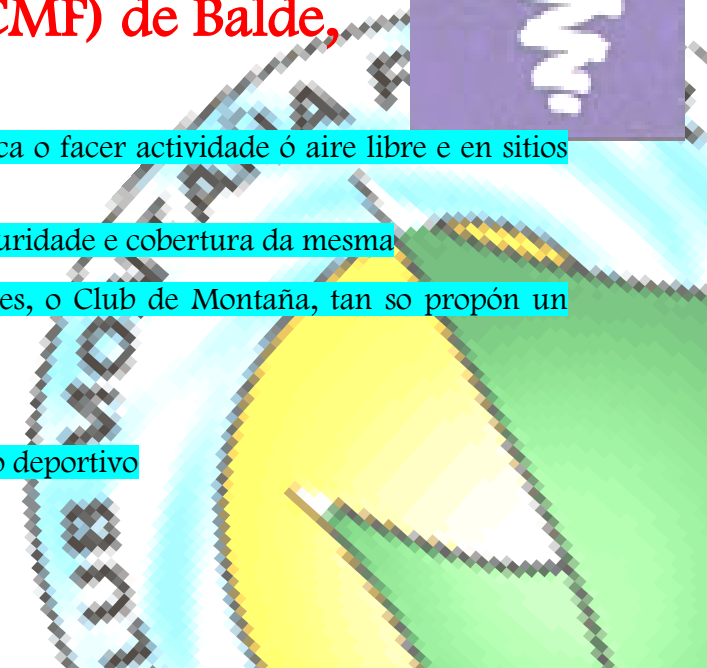 CMF) de Balde,
ca o facer actividade ó aire libre e en sitios
uridade e cobertura da mesma
es, o Club de Montaña, tan so propón un
o deportivo